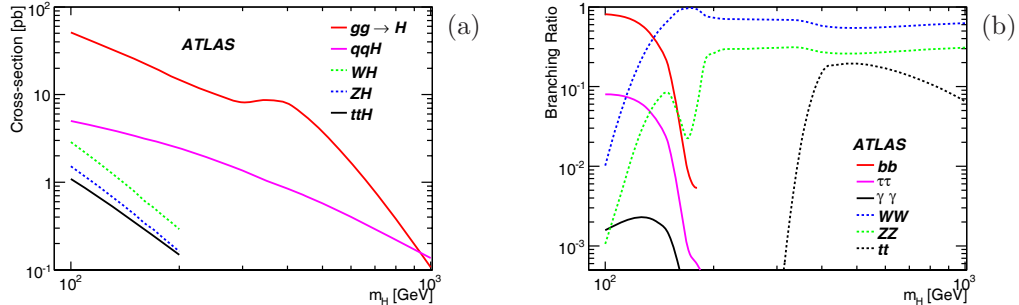 Cross-section [pb]
10²
10
1
10⁻¹
ATLAS
gg → H
qqH
WH
ZH
ttH
(a)
10²
10³
m_H [GeV]
Branching Ratio
1
10⁻¹
10⁻²
10⁻³
(b)
ATLAS
bb
ττ
γ γ
WW
ZZ
tt
10²
10³
m_H [GeV]